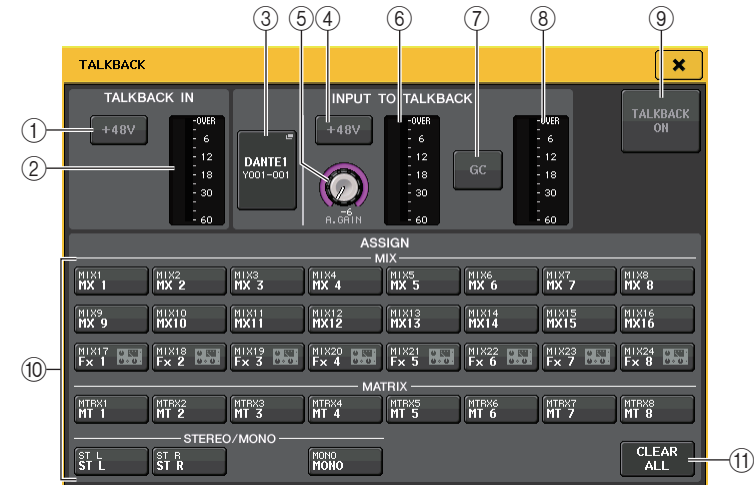 ③ ⑤ ④ ⑥ ⑦ ⑧ ⑨
TALKBACK
TALKBACK IN
INPUT TO TALKBACK
TALKBACK
ON
① +48V
②
OVER
6
12
18
30
60
DANTE1
Y001-001
+48V
-6
A.GAIN
OVER
6
12
18
30
60
GC
OVER
6
12
18
30
60
ASSIGN
MIX
⑩
MIX1 MIX2 MIX3 MIX4 MIX5 MIX6 MIX7 MIX8
MX 1 MX 2 MX 3 MX 4 MX 5 MX 6 MX 7 MX 8
MIX9 MIX10 MIX11 MIX12 MIX13 MIX14 MIX15 MIX16
MX 9 MX10 MX11 MX12 MX13 MX14 MX15 MX16
MIX17 MIX18 MIX19 MIX20 MIX21 MIX22 MIX23 MIX24
Fx 1 Fx 2 Fx 3 Fx 4 Fx 5 Fx 6 Fx 7 Fx 8
MATRIX
MTRX1 MTRX2 MTRX3 MTRX4 MTRX5 MTRX6 MTRX7 MTRX8
MT 1 MT 2 MT 3 MT 4 MT 5 MT 6 MT 7 MT 8
STEREO/MONO
ST L ST R MONO
ST L ST R MONO
CLEAR
ALL
⑪